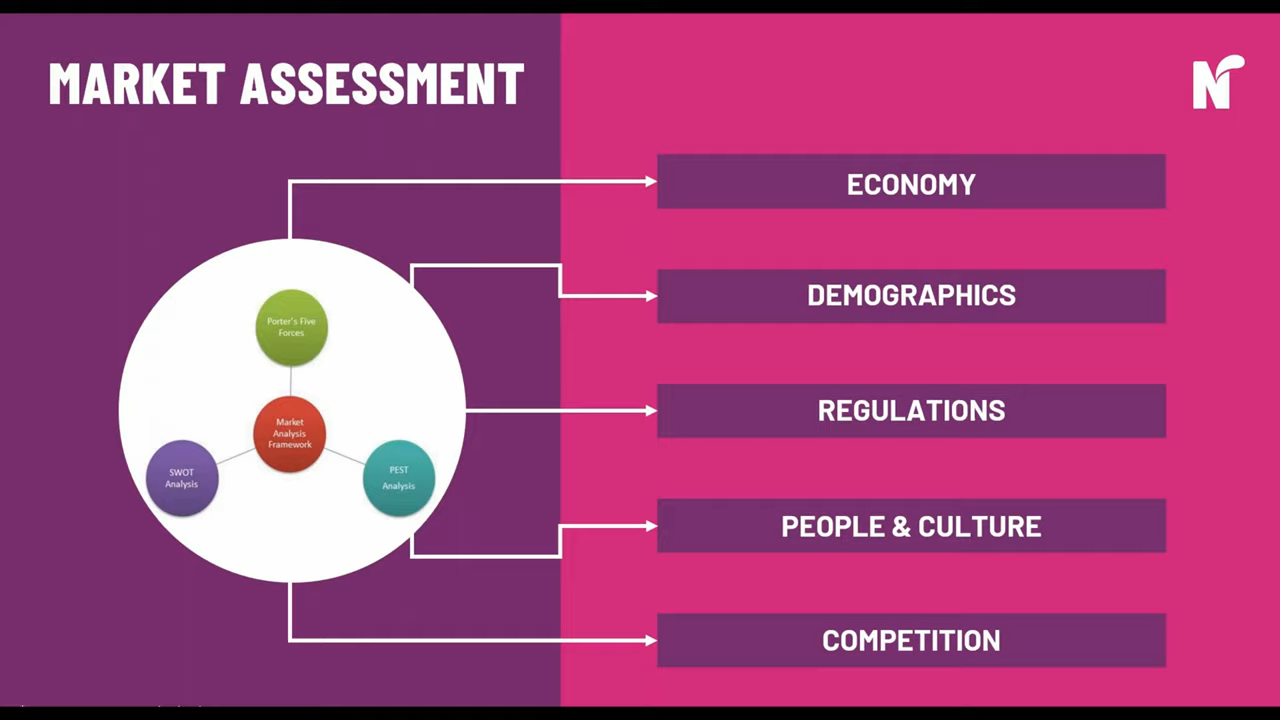 MARKET ASSESSMENT
N
ECONOMY
DEMOGRAPHICS
REGULATIONS
PEOPLE & CULTURE
COMPETITION
Porter's Five
Forces
Market
Analysis
Framework
SWOT
Analysis
PEST
Analysis